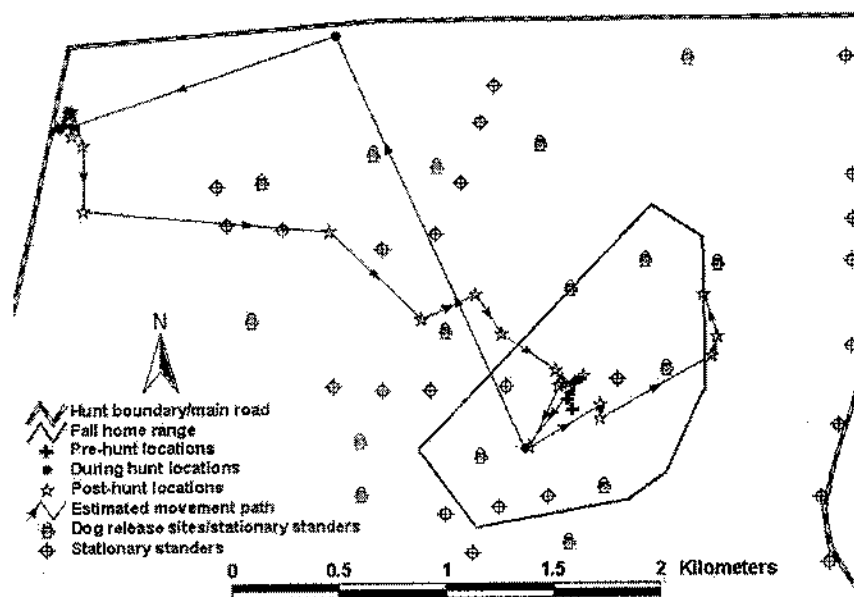 N
Hunt boundary/main road
Fall home range
Pre-hunt locations
During hunt locations
Post-hunt locations
Estimated movement path
Dog release sites/stationary standers
Stationary standers
0 0.5 1 1.5 2 Kilometers